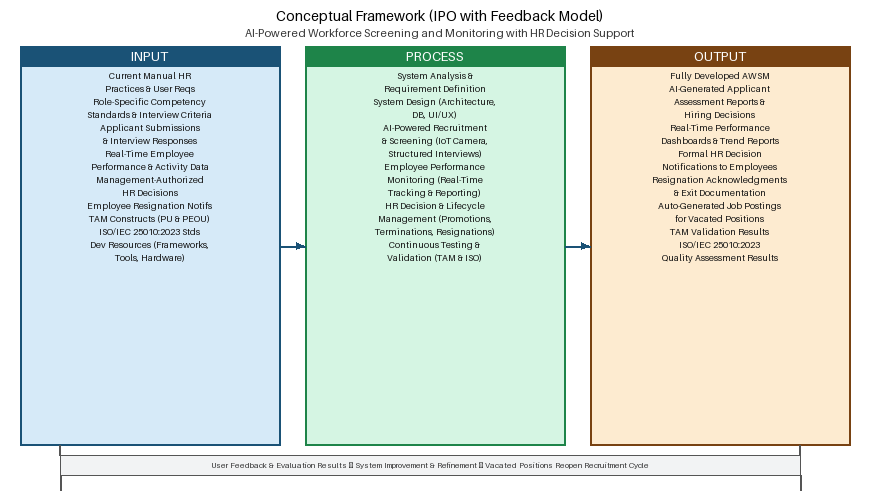 Conceptual Framework (IPO with Feedback Model)
AI-Powered Workforce Screening and Monitoring with HR Decision Support
INPUT
Current Manual HR
Practices & User Reqs
Role-Specific Competency
Standards & Interview Criteria
Applicant Submissions
& Interview Responses
Real-Time Employee
Performance & Activity Data
Management-Authorized
HR Decisions
Employee Resignation Notifs
TAM Constructs (PU & PEOU)
ISO/IEC 25010:2023 Stds
Dev Resources (Frameworks,
Tools, Hardware)
PROCESS
System Analysis &
Requirement Definition
System Design (Architecture,
DB, UI/UX)
AI-Powered Recruitment
& Screening (IoT Camera,
Structured Interviews)
Employee Performance
Monitoring (Real-Time
Tracking & Reporting)
HR Decision & Lifecycle
Management (Promotions,
Terminations, Resignations)
Continuous Testing &
Validation (TAM & ISO)
OUTPUT
Fully Developed AWSM
AI-Generated Applicant
Assessment Reports &
Hiring Decisions
Real-Time Performance
Dashboards & Trend Reports
Formal HR Decision
Notifications to Employees
Resignation Acknowledgments
& Exit Documentation
Auto-Generated Job Postings
for Vacated Positions
TAM Validation Results
ISO/IEC 25010:2023
Quality Assessment Results
User Feedback & Evaluation Results System Improvement & Refinement Vacated Positions Reopen Recruitment Cycle